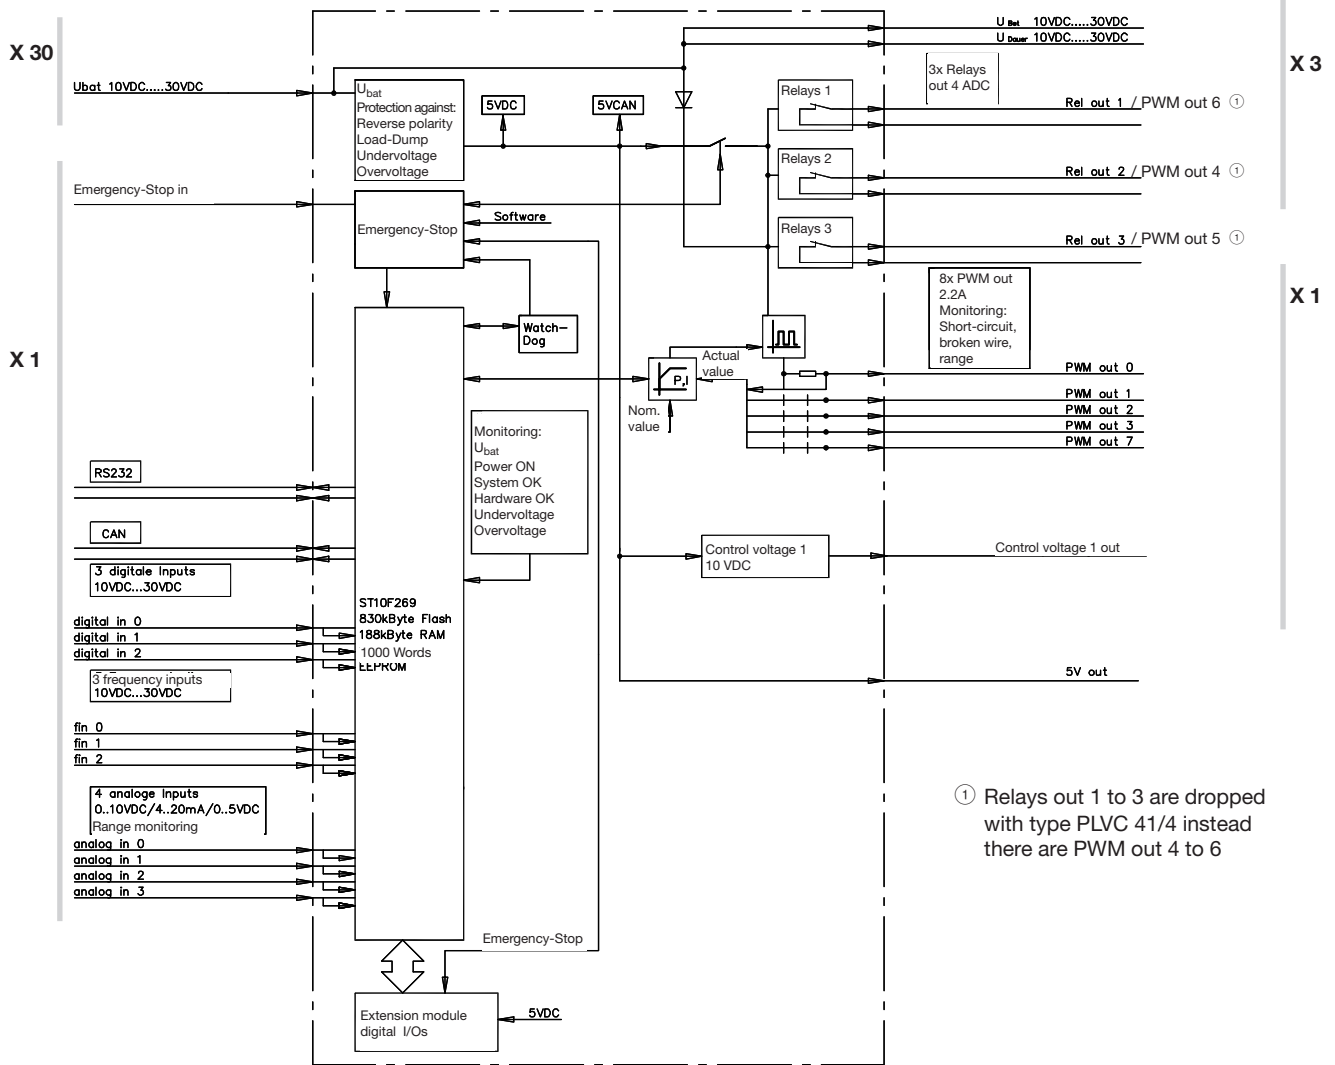 X 30
Ubat 10VDC.....30VDC
U_bat
Protection against:
Reverse polarity
Load-Dump
Undervoltage
Overvoltage
5VDC
5VCAN
U Bat 10VDC.....30VDC
U Dauer 10VDC.....30VDC
3x Relays
out 4 ADC
X 3
Relays 1
Rel out 1 / PWM out 6 ①
Relays 2
Rel out 2 / PWM out 4 ①
Relays 3
Rel out 3 / PWM out 5 ①
X 1
Emergency-Stop in
Emergency-Stop
Software
Watch-
Dog
8x PWM out
2.2A
Monitoring:
Short-circuit,
broken wire,
range
X 1
Actual
value
P,I
Nom.
value
PWM out 0
PWM out 1
PWM out 2
PWM out 3
PWM out 7
Monitoring:
U_bat
Power ON
System OK
Hardware OK
Undervoltage
Overvoltage
RS232
CAN
3 digitale Inputs
10VDC...30VDC
digital in 0
digital in 1
digital in 2
3 frequency inputs
10VDC...30VDC
fin 0
fin 1
fin 2
4 analoge Inputs
0..10VDC/4..20mA/0..5VDC
Range monitoring
analog in 0
analog in 1
analog in 2
analog in 3
ST10F269
830kByte Flash
188kByte RAM
1000 Words
EEPROM
Control voltage 1
10 VDC
Control voltage 1 out
5V out
Emergency-Stop
Extension module
digital I/Os
5VDC
① Relays out 1 to 3 are dropped
with type PLVC 41/4 instead
there are PWM out 4 to 6